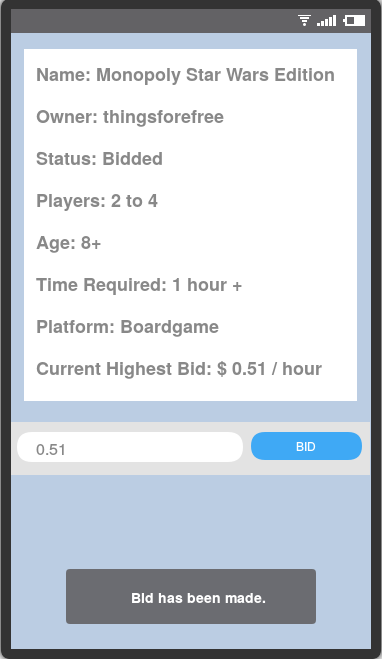 Name: Monopoly Star Wars Edition
Owner: thingsforefree
Status: Bidded
Players: 2 to 4
Age: 8+
Time Required: 1 hour +
Platform: Boardgame
Current Highest Bid: $ 0.51 / hour
0.51 BID
Bid has been made.